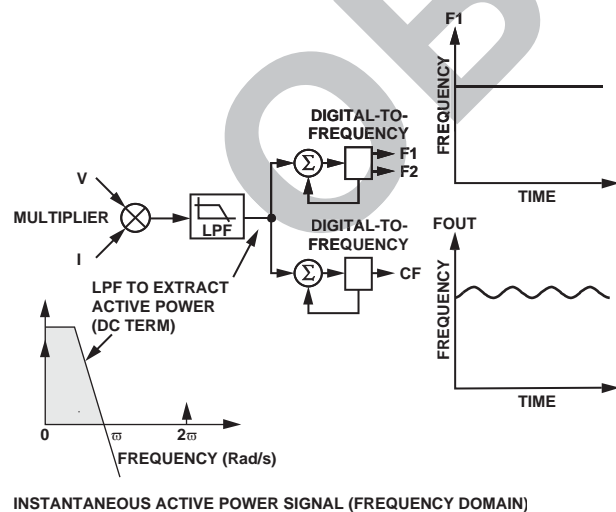 F1
FREQUENCY
TIME
DIGITAL-TO-
FREQUENCY
Σ
F1
F2
V
MULTIPLIER
I
LPF
DIGITAL-TO-
FREQUENCY
Σ
CF
FOUT
FREQUENCY
TIME
LPF TO EXTRACT
ACTIVE POWER
(DC TERM)
0
ϖ
2ϖ
FREQUENCY (Rad/s)
INSTANTANEOUS ACTIVE POWER SIGNAL (FREQUENCY DOMAIN)